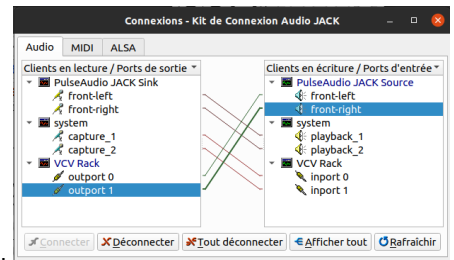 Connexions - Kit de Connexion Audio JACK
Audio MIDI ALSA
Clients en lecture / Ports de sortie
PulseAudio JACK Sink
front-left
front-right
system
capture_1
capture_2
VCV Rack
outport 0
outport 1
Clients en écriture / Ports d'entrée
PulseAudio JACK Source
front-left
front-right
system
playback_1
playback_2
VCV Rack
inport 0
inport 1
Connecter Déconnecter Tout déconnecter Afficher tout Rafraîchir